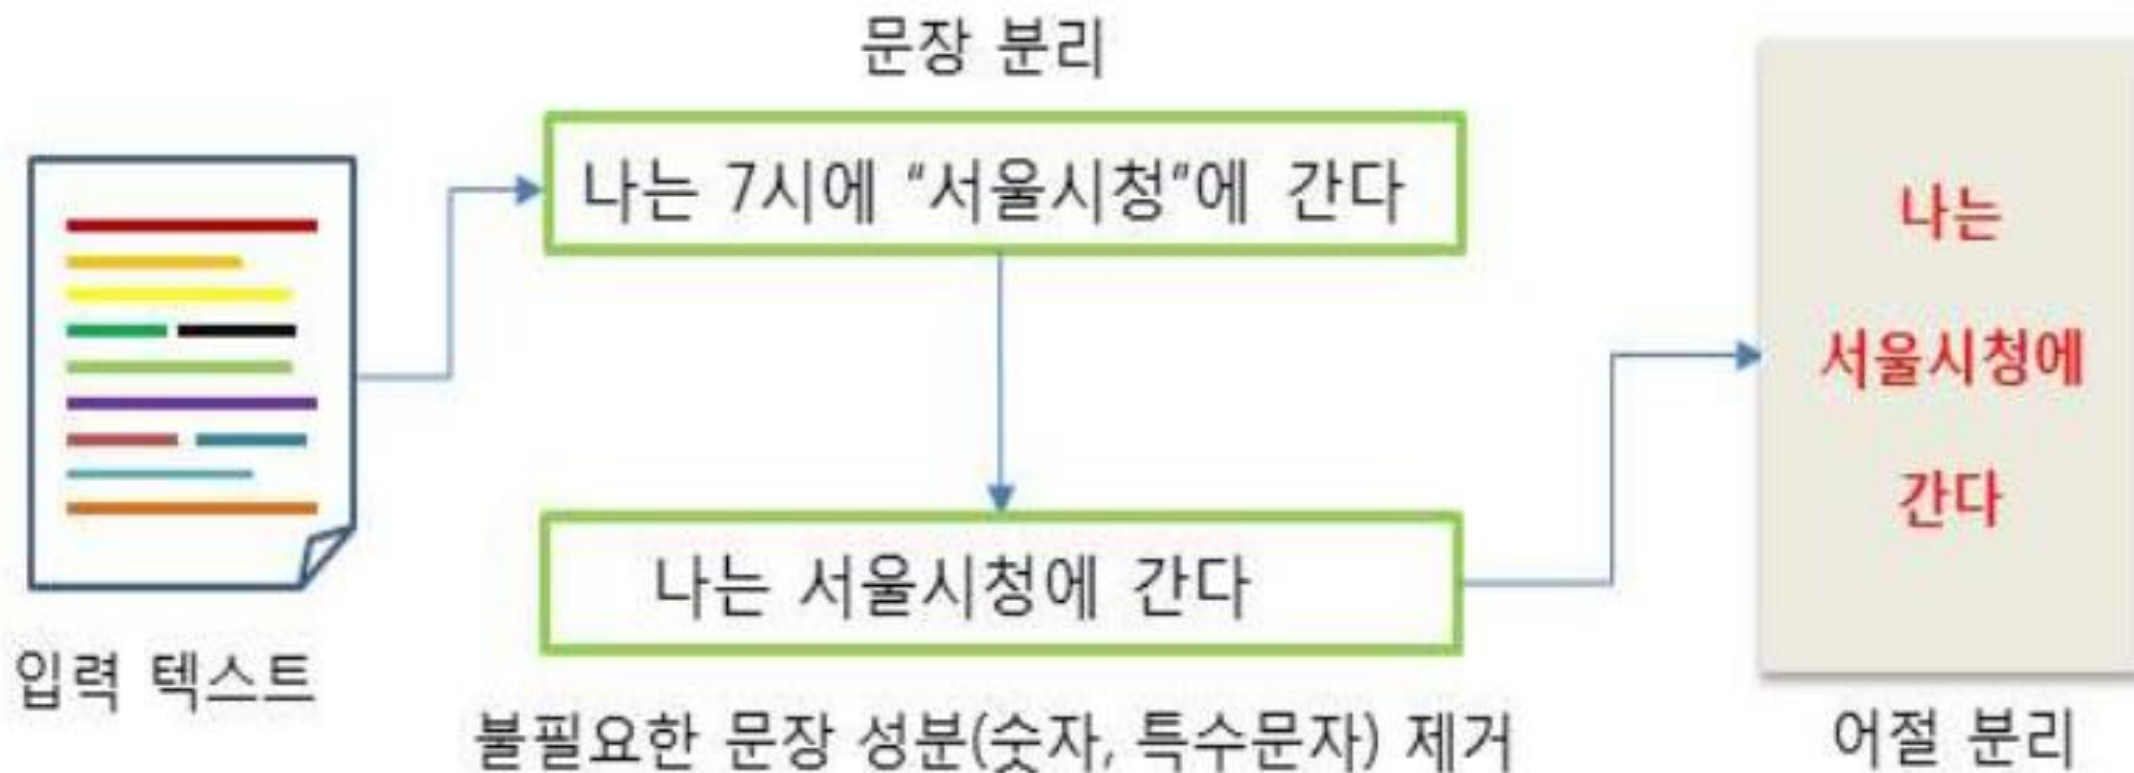 문장 분리
나는 7시에 “서울시청”에 간다
나는 서울시청에 간다
입력 텍스트
불필요한 문장 성분(숫자, 특수문자) 제거
나는
서울시청에
간다
어절 분리